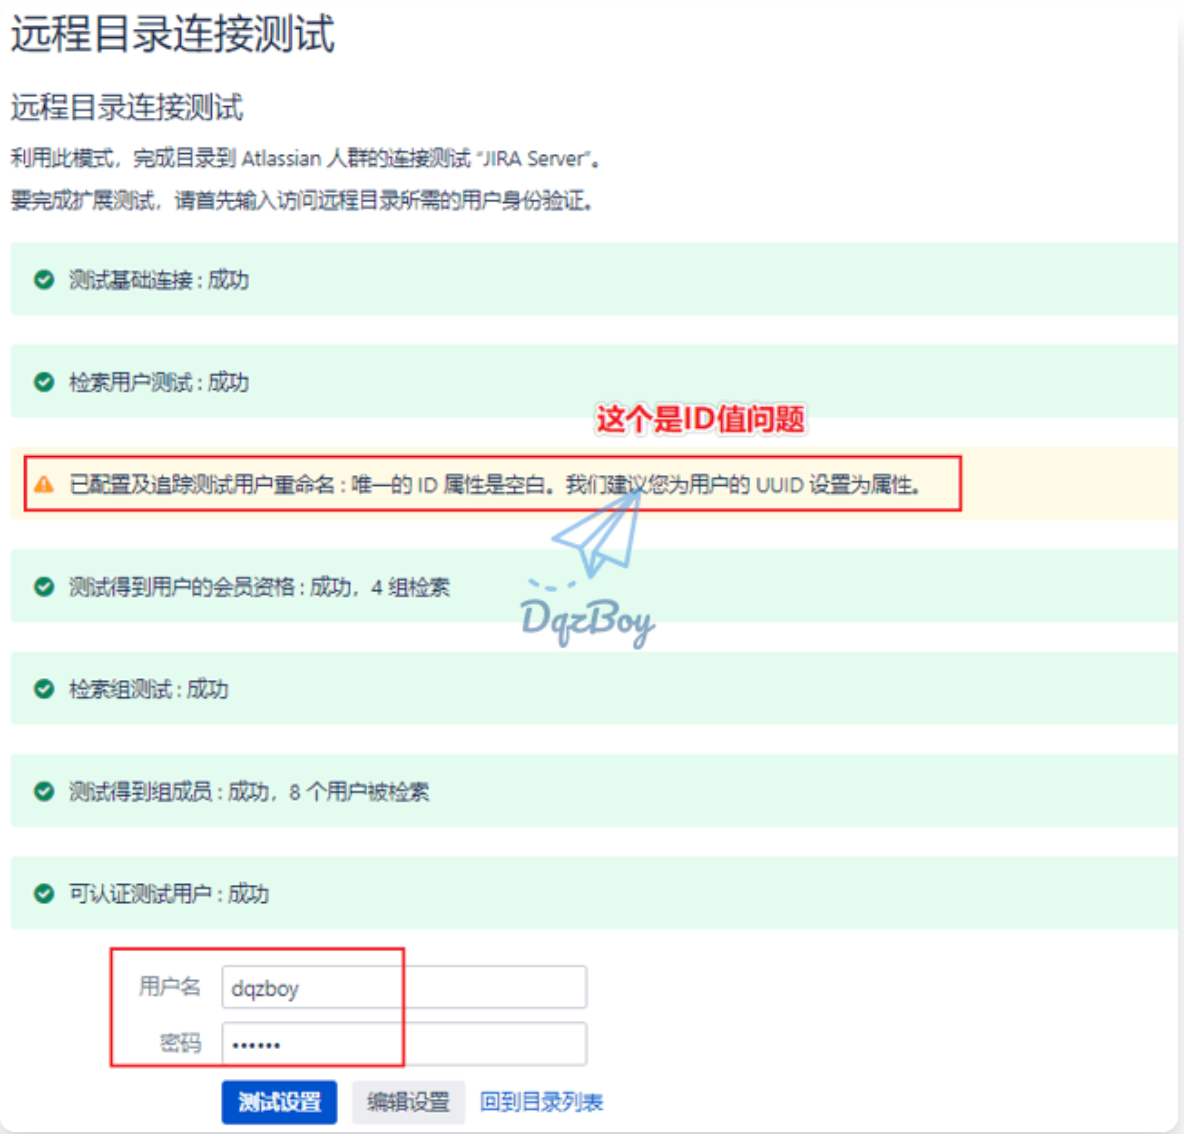 远程目录连接测试
远程目录连接测试
利用此模式，完成目录到 Atlassian 人群的连接测试 “JIRA Server”。
要完成扩展测试，请首先输入访问远程目录所需的用户身份验证。
测试基础连接 : 成功
检索用户测试 : 成功
这个是ID值问题
已配置及追踪测试用户重命名 : 唯一的 ID 属性是空白。我们建议您为用户的 UUID 设置为属性。
测试得到用户的会员资格 : 成功，4 组检索
DqzBoy
检索组测试 : 成功
测试得到组成员 : 成功，8 个用户被检索
可认证测试用户 : 成功
用户名 dqzboy
密码 ••••••
测试设置 编辑设置 回到目录列表